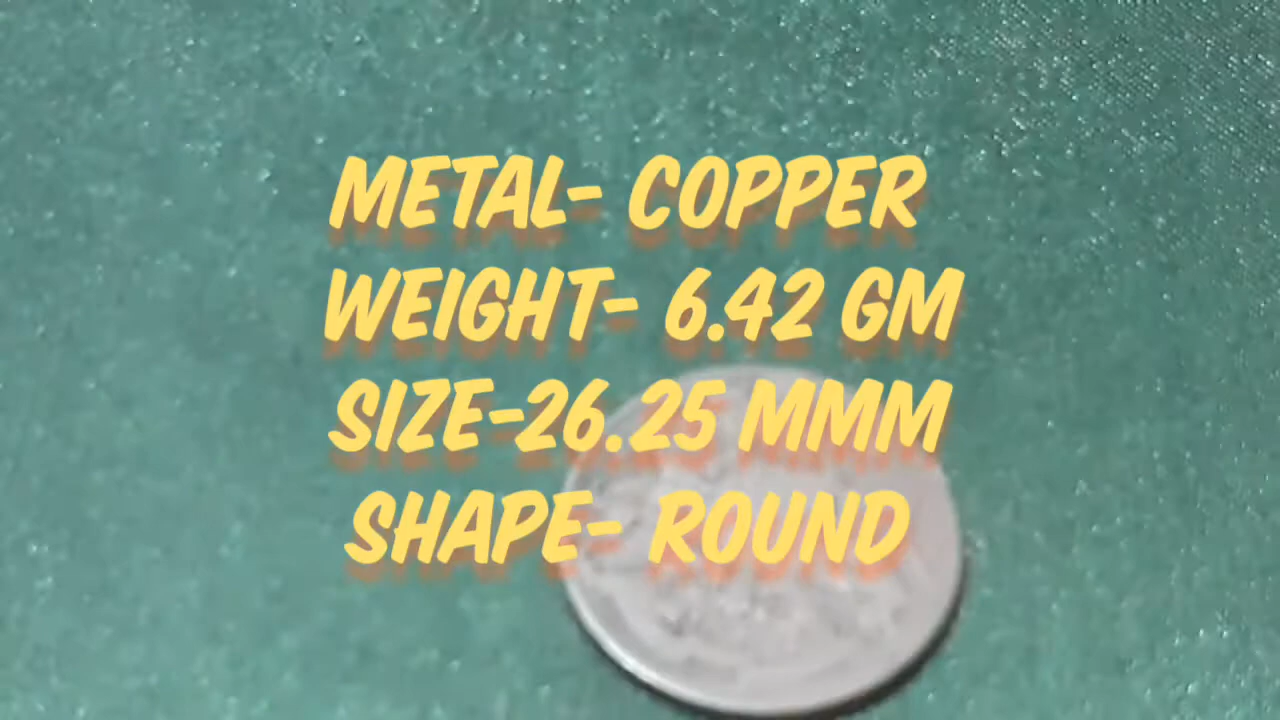 METAL- COPPER
WEIGHT- 6.42 GM
SIZE-26.25 MMM
SHAPE- ROUND